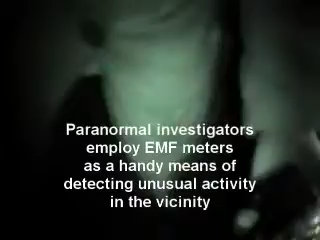 Paranormal investigators
employ EMF meters
as a handy means of
detecting unusual activity
in the vicinity